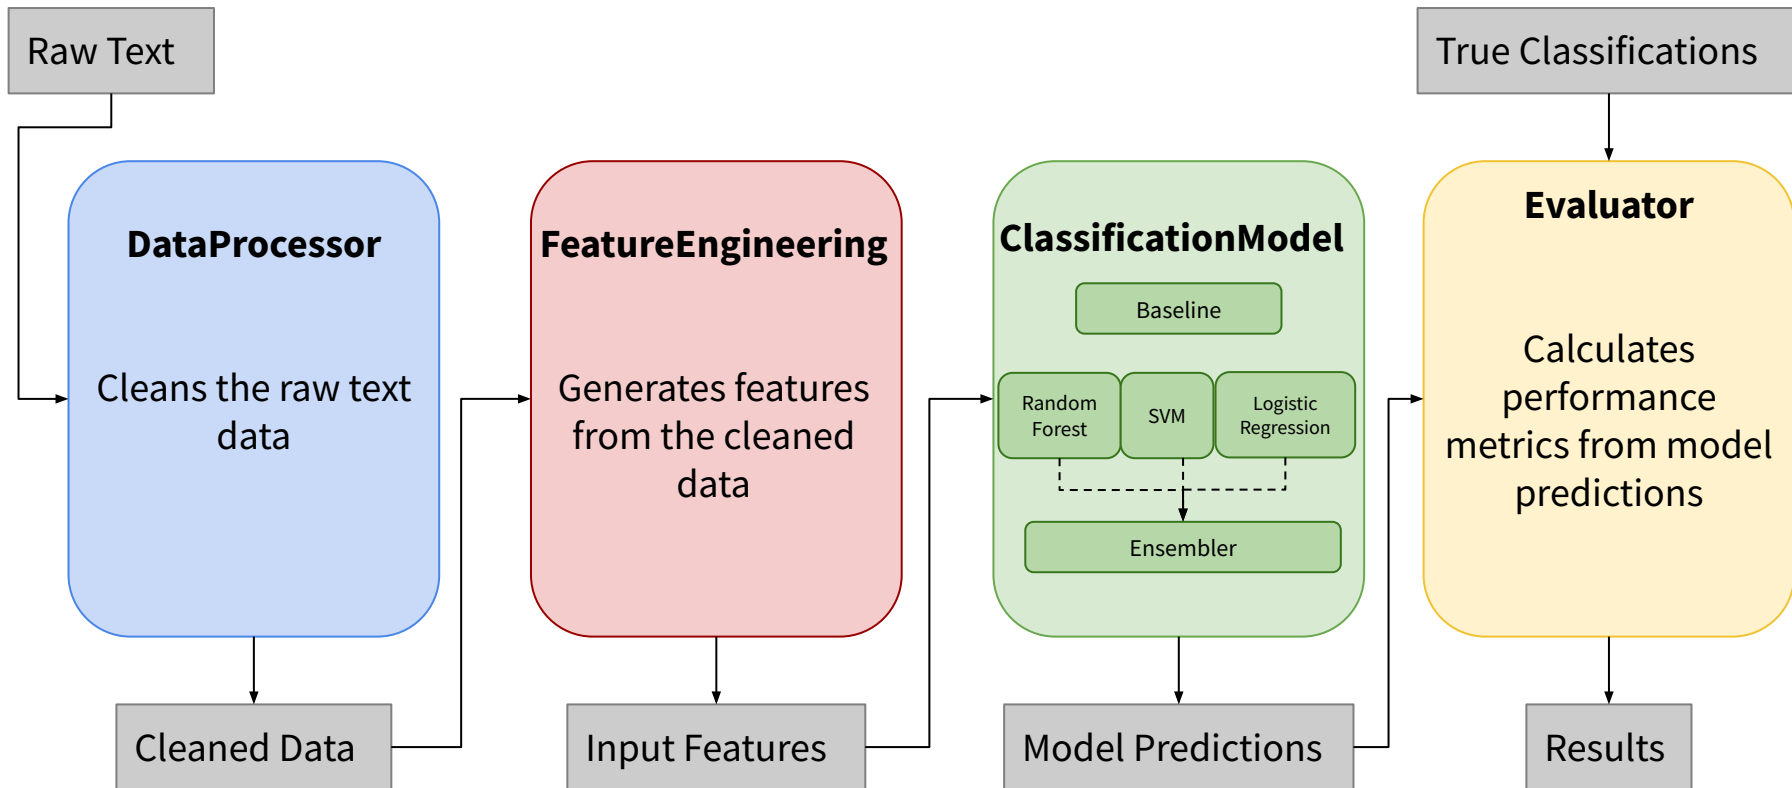 Raw Text
True Classifications
DataProcessor
Cleans the raw text
data
FeatureEngineering
Generates features
from the cleaned
data
ClassificationModel
Baseline
Random
Forest
SVM
Logistic
Regression
Ensembler
Evaluator
Calculates
performance
metrics from model
predictions
Cleaned Data
Input Features
Model Predictions
Results